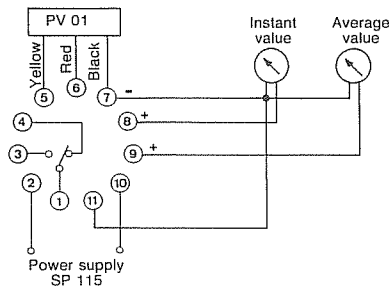 PV 01
Instant value
Average value
Yellow
Red
Black
5
6
7
-
4
8
+
3
9
+
2
1
11
10
Power supply
SP 115